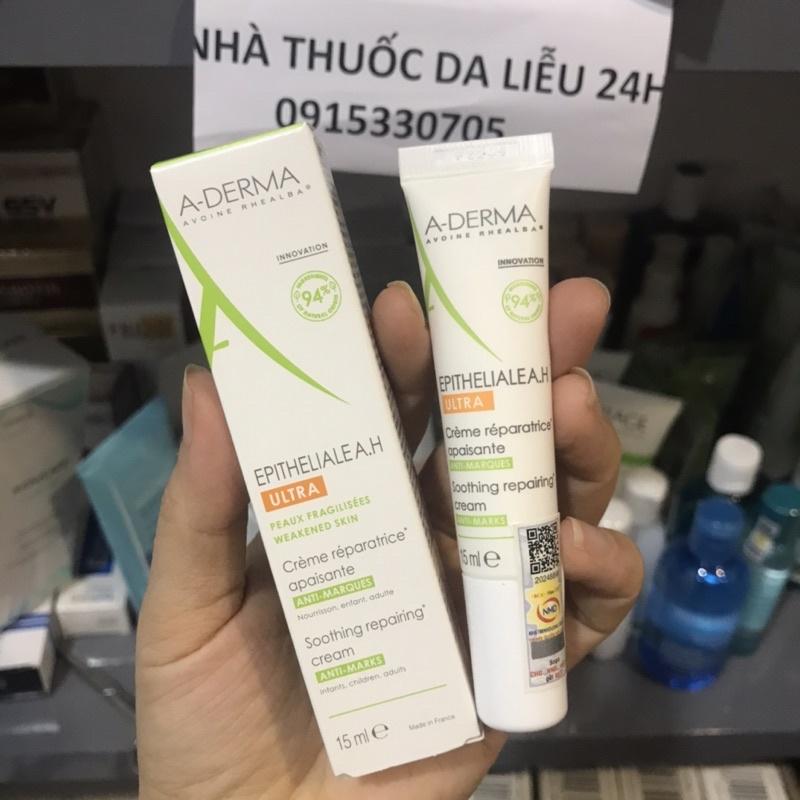 NHÀ THUỐC DA LIỄU 24H
0915330705
A-DERMA
AVOINE RHEALBA®
INNOVATION
94%
EPITHELIALE A.H
ULTRA
PEAUX FRAGILISÉES
WEAKENED SKIN
Crème réparatrice*
apaisante
ANTI-MARQUES
Nourrisson, enfant, adulte
Soothing repairing*
cream
ANTI-MARKS
Infants, children, adults
15 ml e
Made in France
A-DERMA
AVOINE RHEALBA®
INNOVATION
94%
EPITHELIALE A.H
ULTRA
Crème réparatrice*
apaisante
ANTI-MARQUES
Soothing repairing*
cream
ANTI-MARKS
15 ml e
NMD